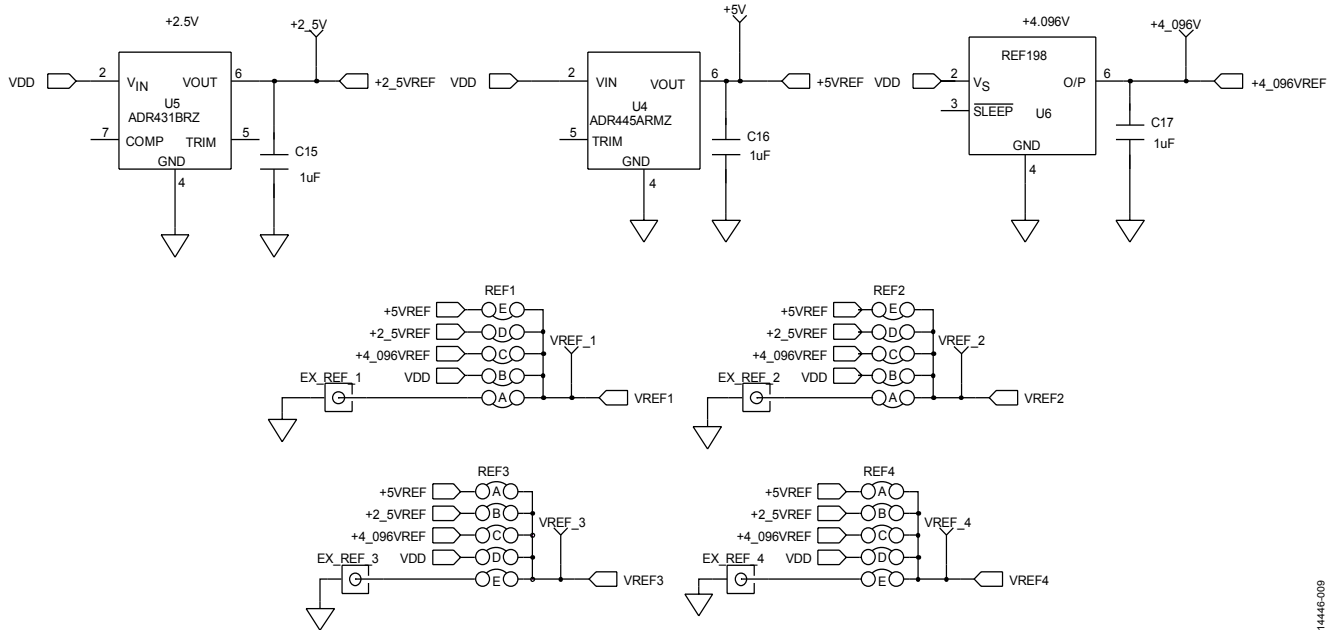 +2.5V
+2_5V
VDD
2
VIN
VOUT
6
+2_5VREF
U5
ADR431BRZ
7
COMP
TRIM
5
GND
4
C15
1uF
+5V
VDD
2
VIN
VOUT
6
+5VREF
U4
ADR445ARMZ
5
TRIM
GND
4
C16
1uF
+4.096V
+4_096V
REF198
VDD
2
VS
O/P
6
+4_096VREF
3
SLEEP
U6
GND
4
C17
1uF
REF1
+5VREF
E
+2_5VREF
D
VREF_1
+4_096VREF
C
VDD
B
EX_REF_1
A
VREF1
REF2
+5VREF
E
+2_5VREF
D
VREF_2
+4_096VREF
C
VDD
B
EX_REF_2
A
VREF2
REF3
+5VREF
A
+2_5VREF
B
VREF_3
+4_096VREF
C
VDD
D
EX_REF_3
E
VREF3
REF4
+5VREF
A
+2_5VREF
B
VREF_4
+4_096VREF
C
VDD
D
EX_REF_4
E
VREF4
14446-009